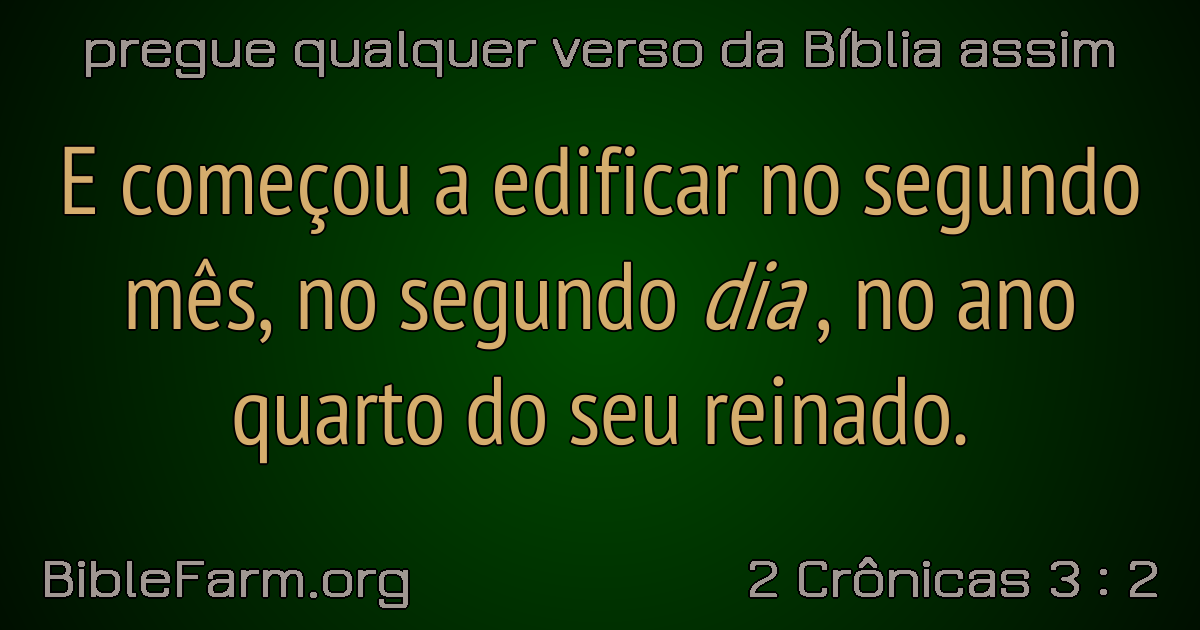 pregue qualquer verso da Bíblia assim
E começou a edificar no segundo
mês, no segundo dia , no ano
quarto do seu reinado.
BibleFarm.org
2 Crônicas 3 : 2